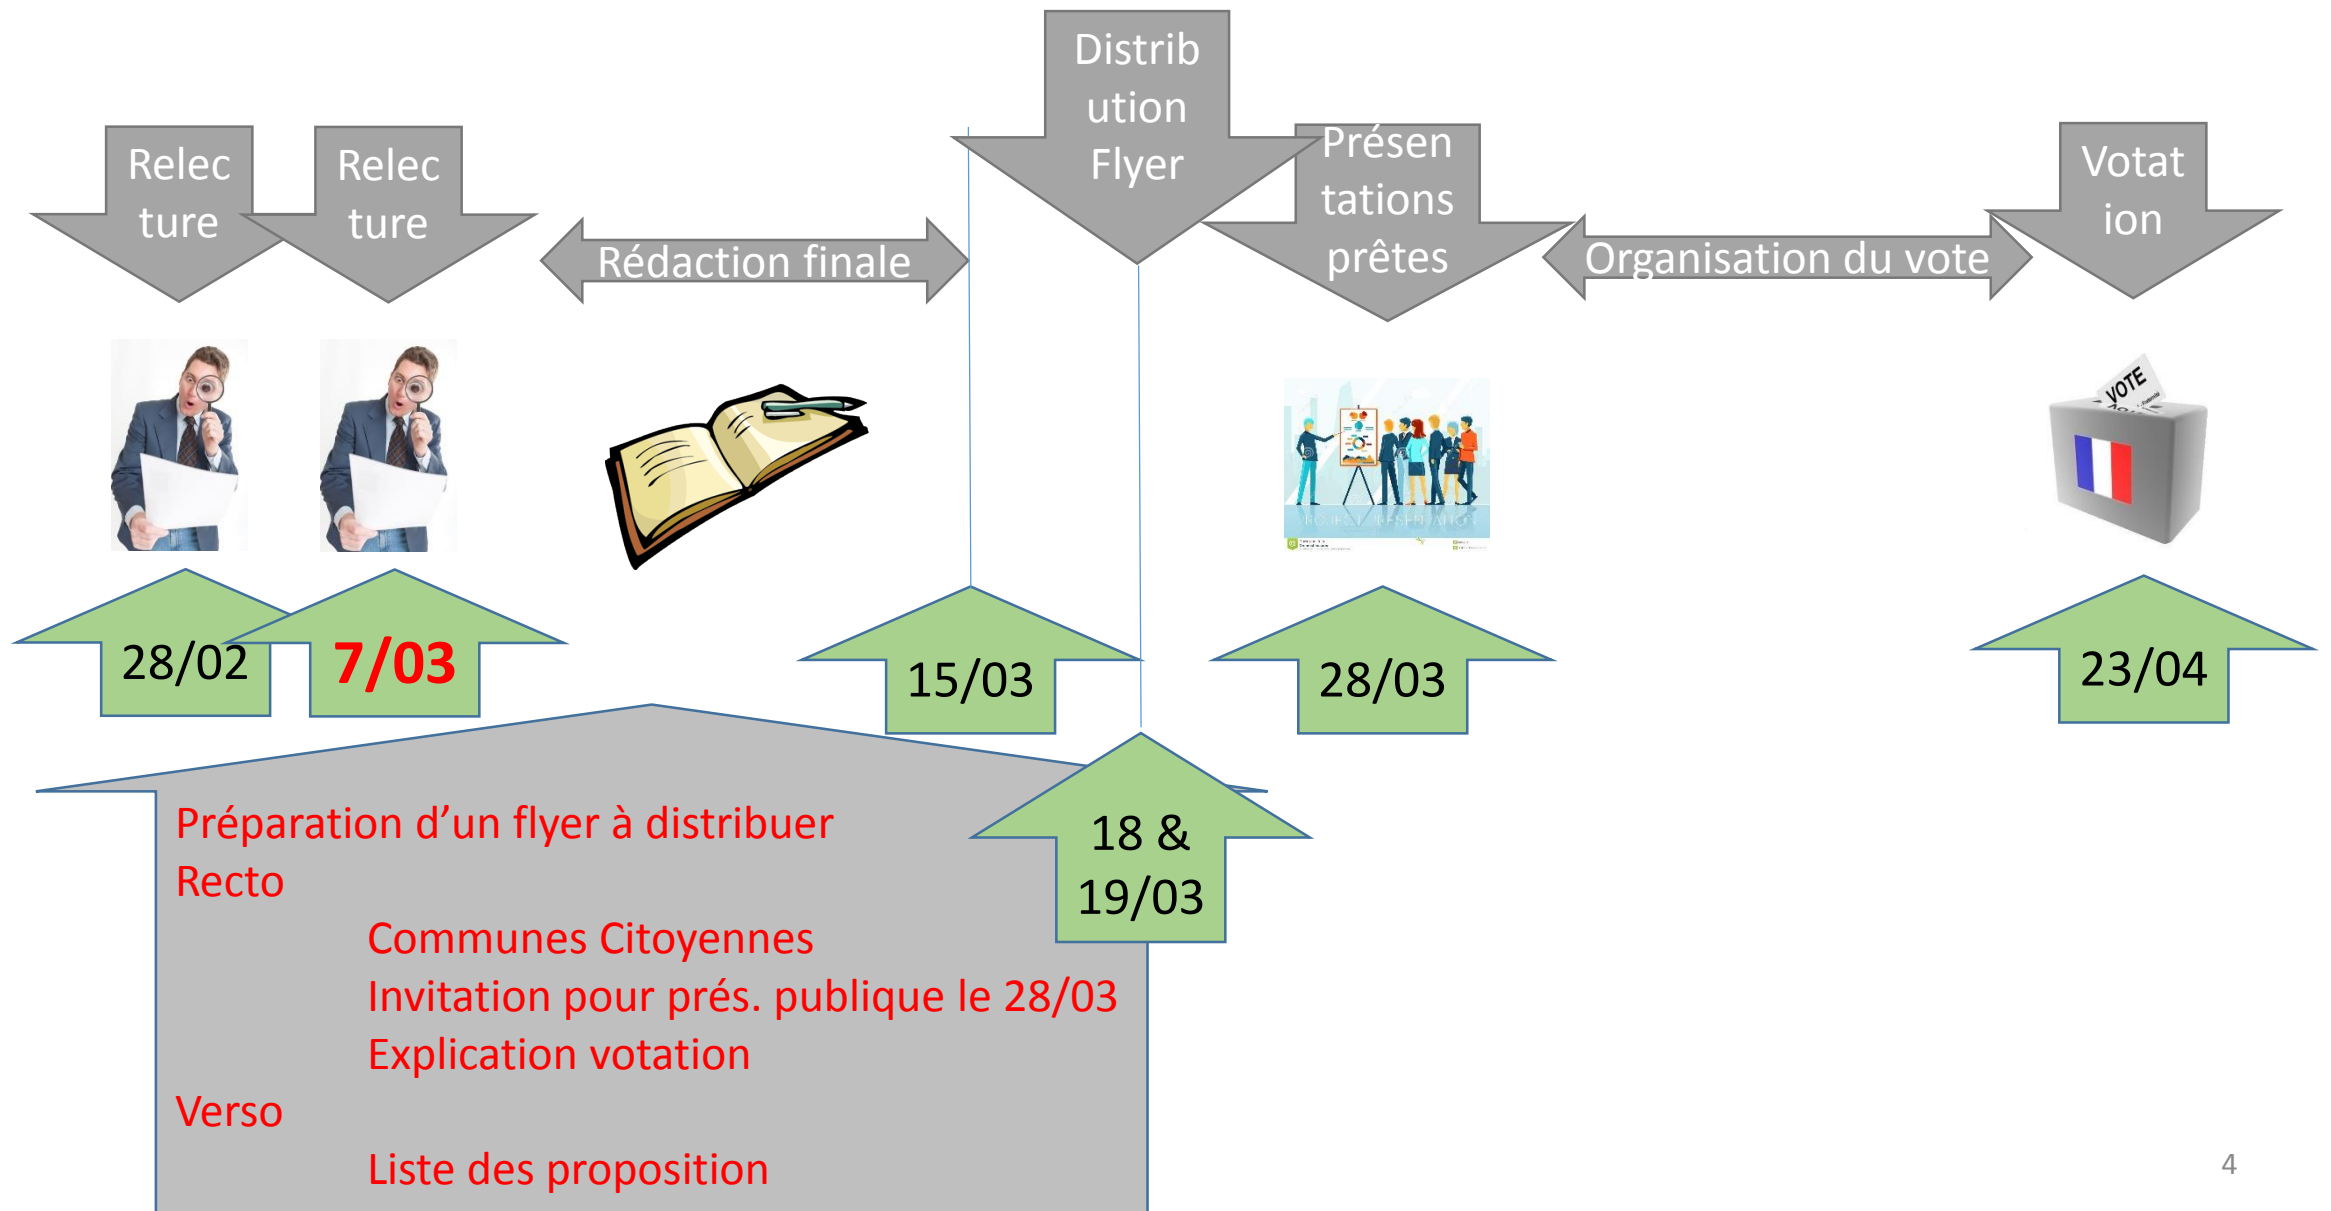 Distrib
ution
Flyer
Relec
ture
Relec
ture
Présen
tations
prêtes
Votat
ion
Rédaction finale
Organisation du vote
VOTE
PROJECT PRESENTATION
28/02
7/03
15/03
28/03
23/04
18 &
19/03
Préparation d’un flyer à distribuer
Recto
Communes Citoyennes
Invitation pour prés. publique le 28/03
Explication votation
Verso
Liste des proposition
4